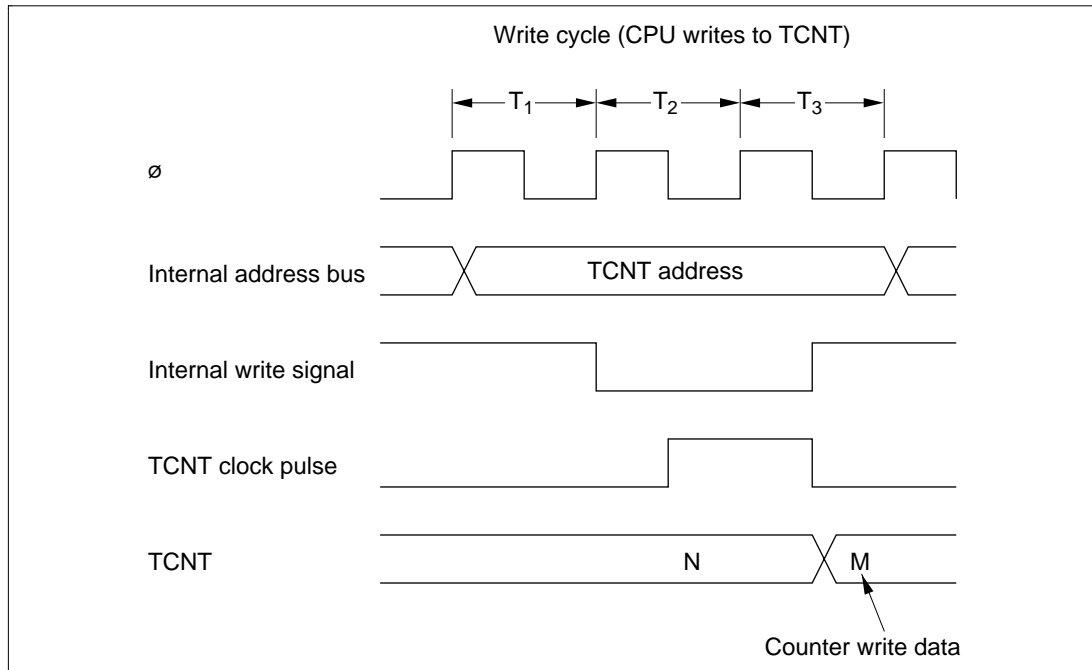 Write cycle (CPU writes to TCNT)
T1 T2 T3
ø
Internal address bus
TCNT address
Internal write signal
TCNT clock pulse
TCNT
N
M
Counter write data